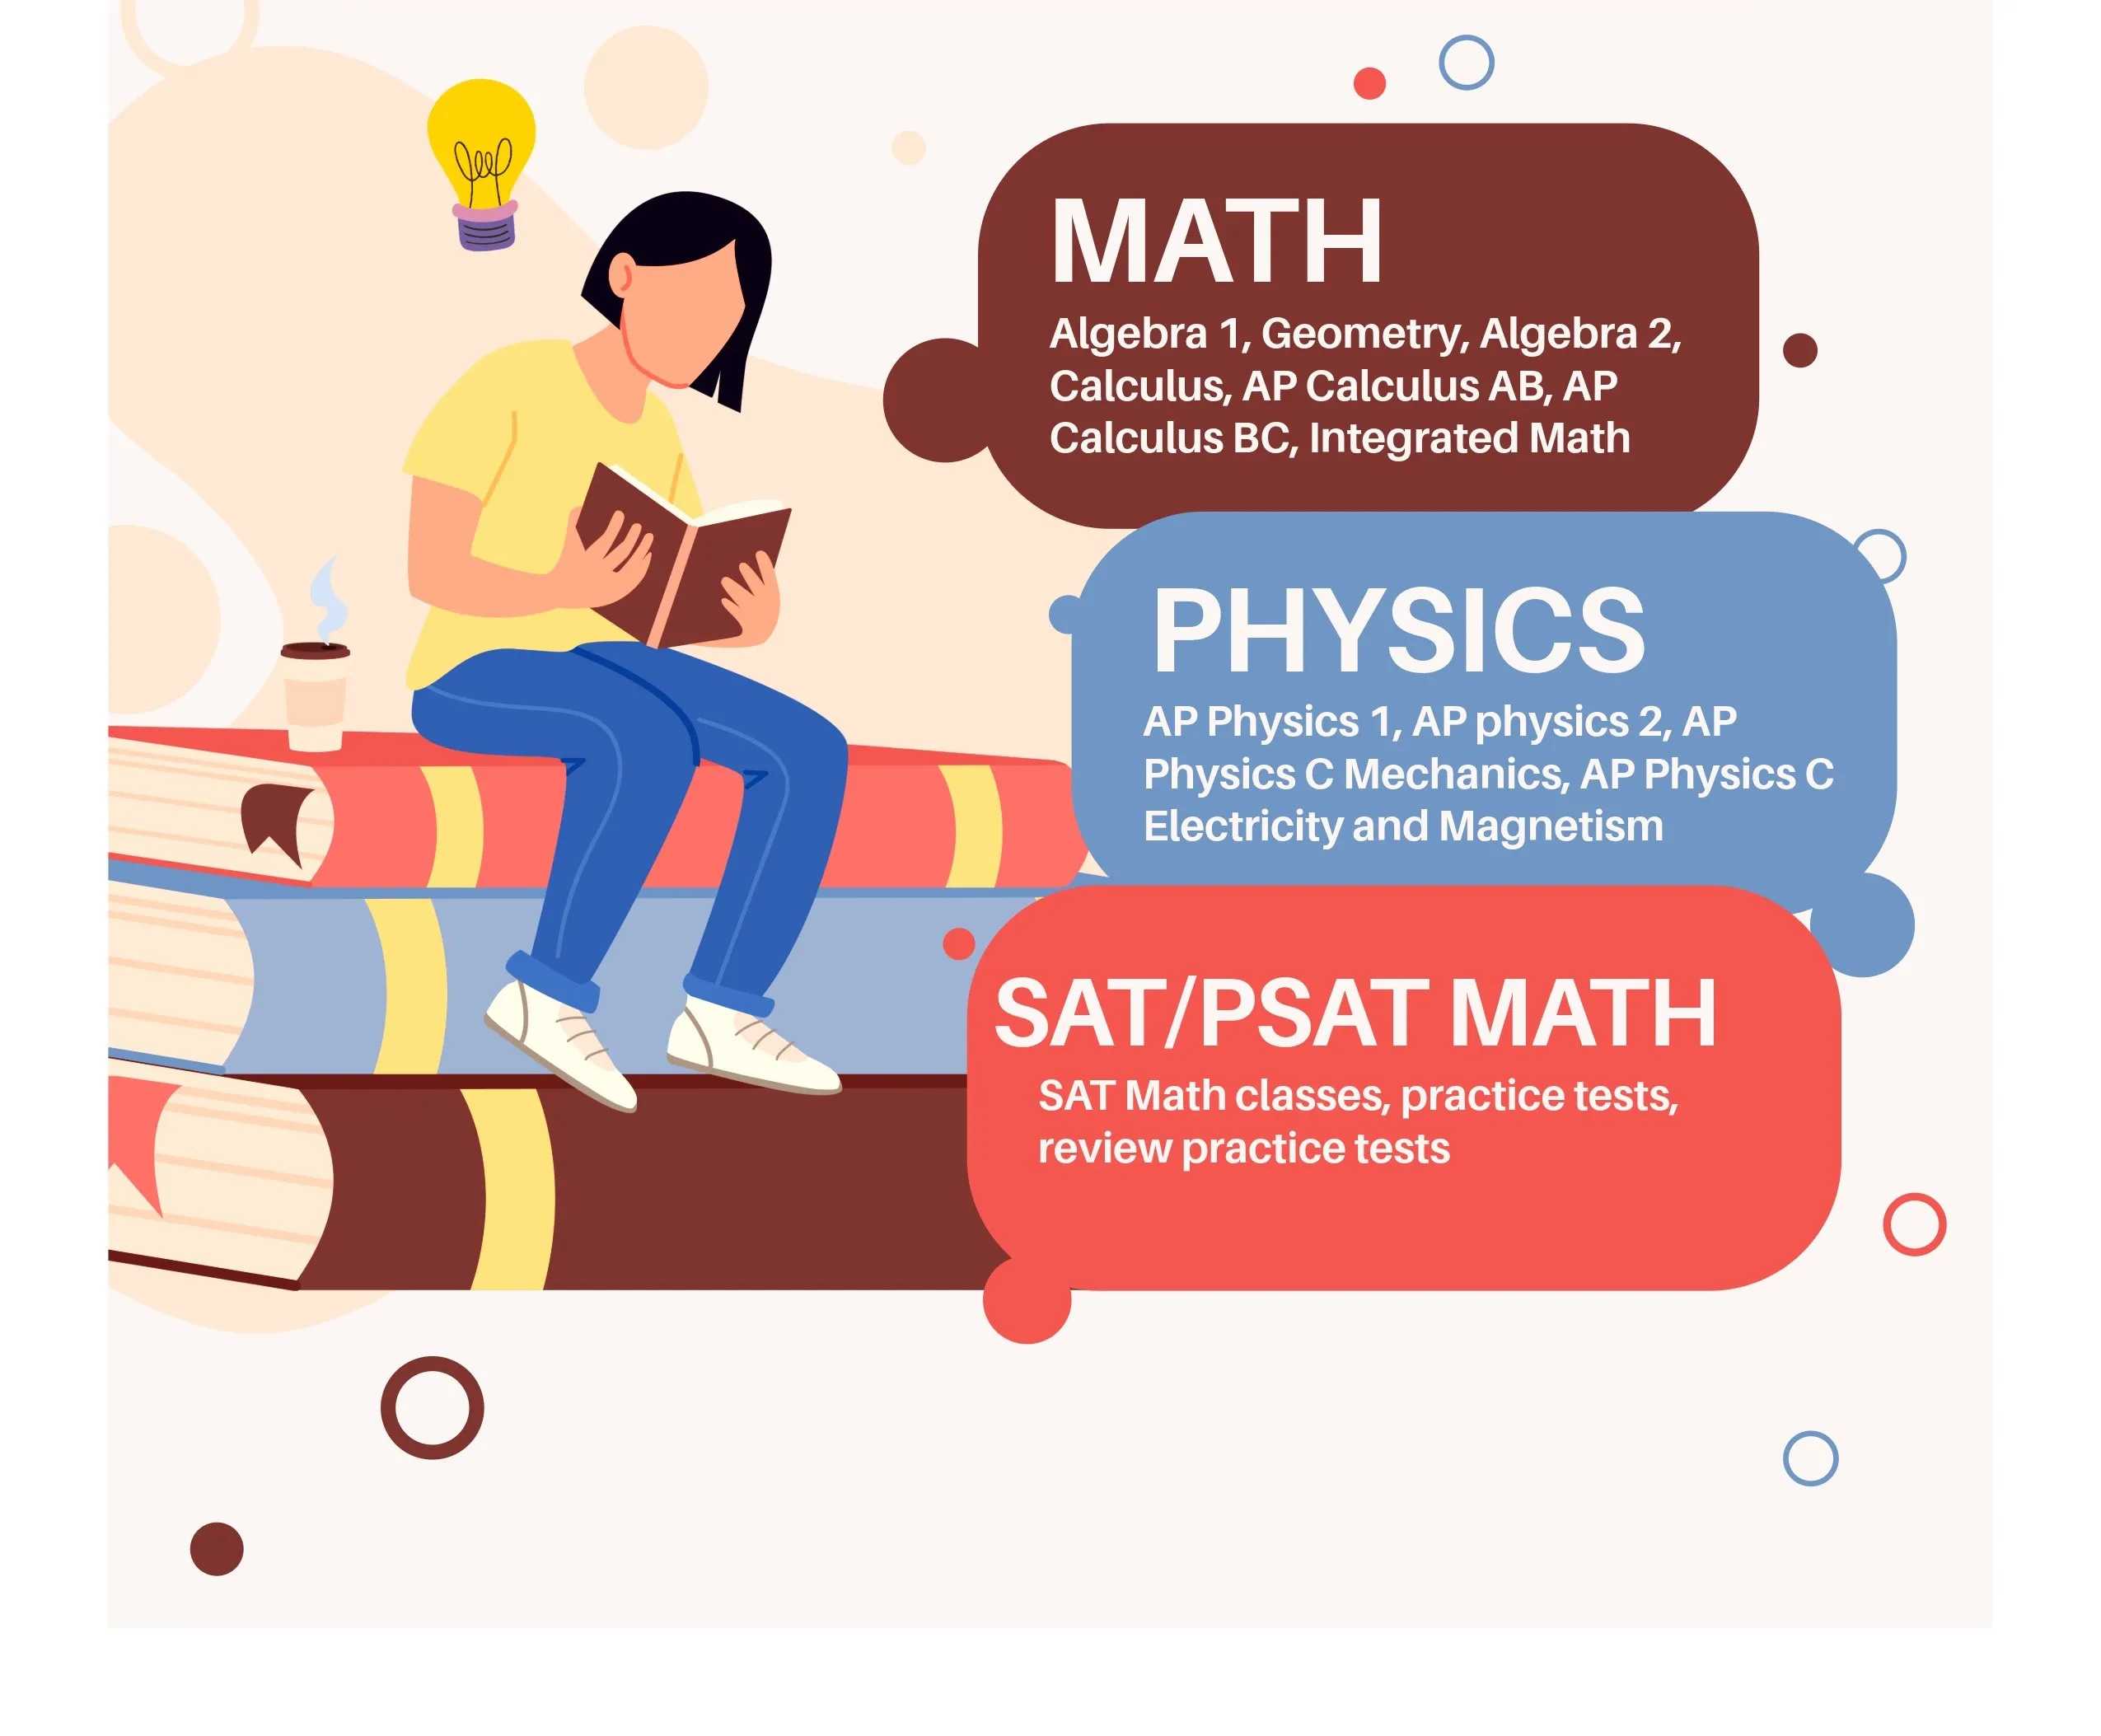 MATH
Algebra 1, Geometry, Algebra 2,
Calculus, AP Calculus AB, AP
Calculus BC, Integrated Math
PHYSICS
AP Physics 1, AP physics 2, AP
Physics C Mechanics, AP Physics C
Electricity and Magnetism
SAT/PSAT MATH
SAT Math classes, practice tests,
review practice tests